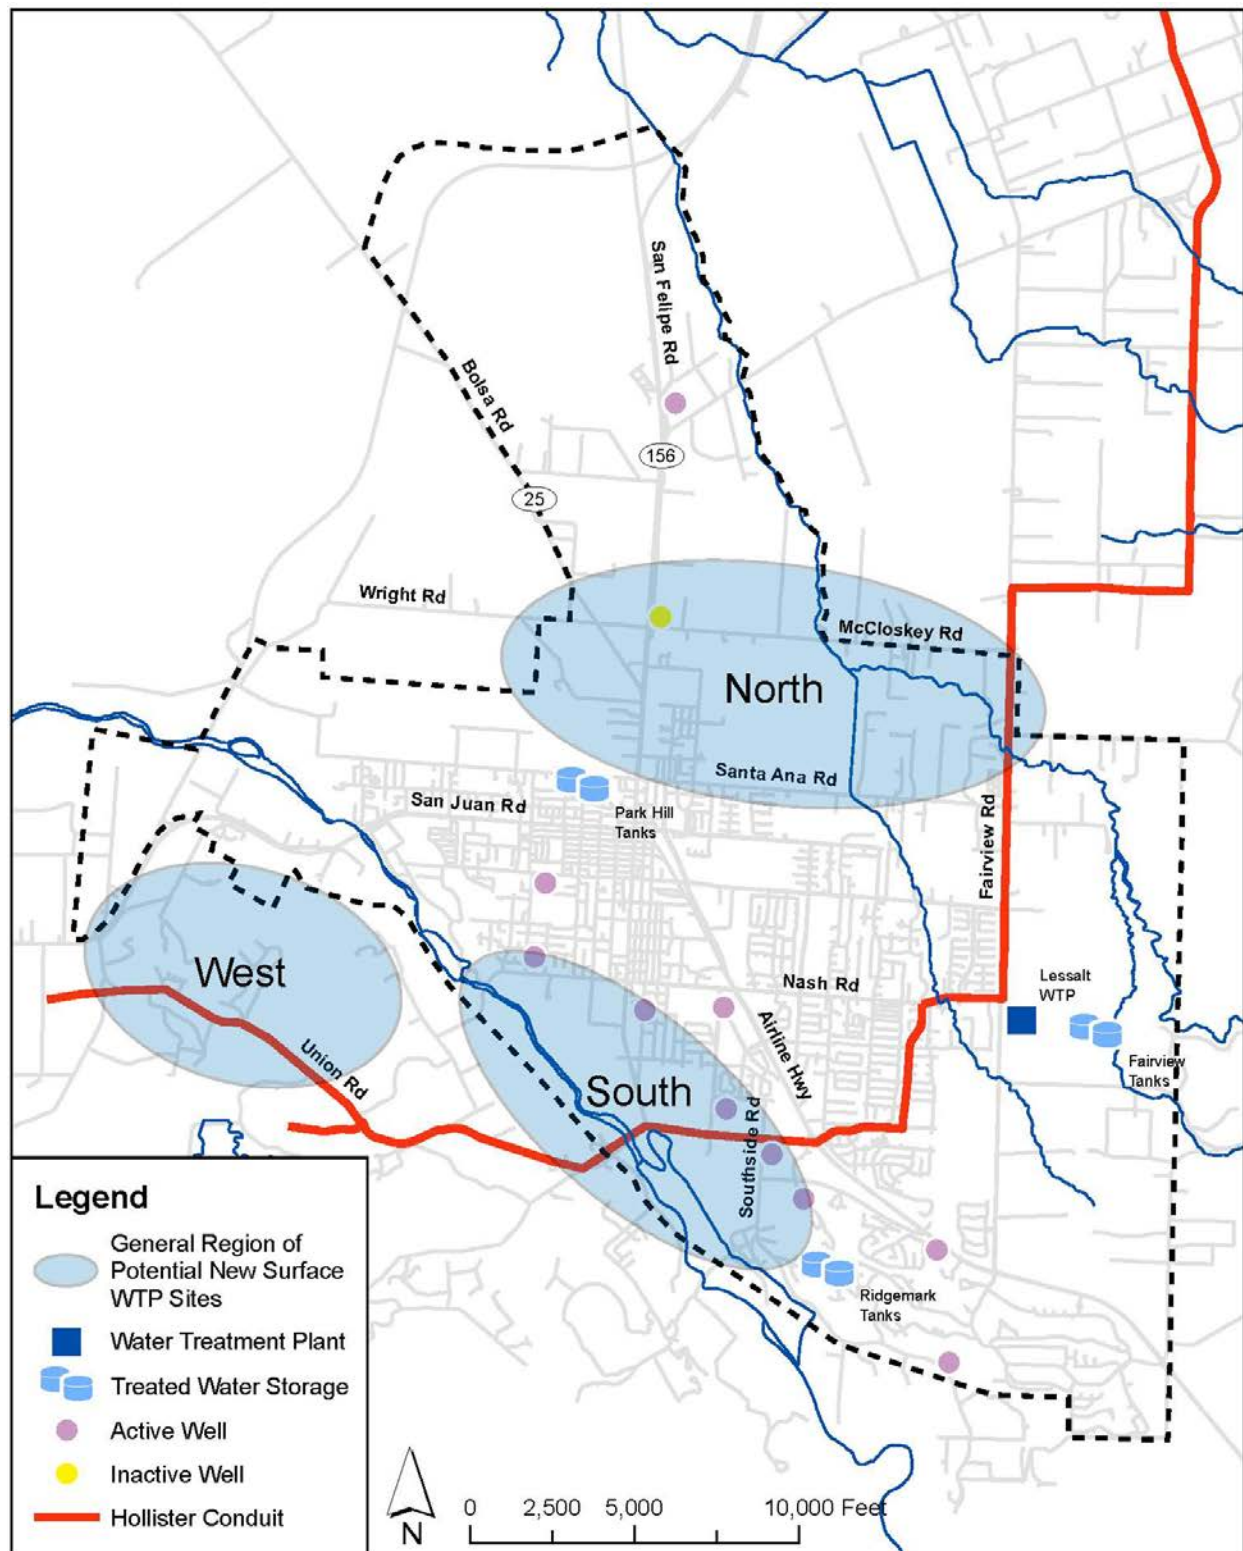 San Felipe Rd
Bolsa Rd
156
25
Wright Rd
McCloskey Rd
North
Santa Ana Rd
San Juan Rd
Park Hill
Tanks
Fairview Rd
West
Nash Rd
Lessalt
WTP
Airline Hwy
Fairview
Tanks
Union Rd
South
Southside Rd
Ridgemark
Tanks
Legend
General Region of
Potential New Surface
WTP Sites
Water Treatment Plant
Treated Water Storage
Active Well
Inactive Well
Hollister Conduit
N
0 2,500 5,000 10,000 Feet